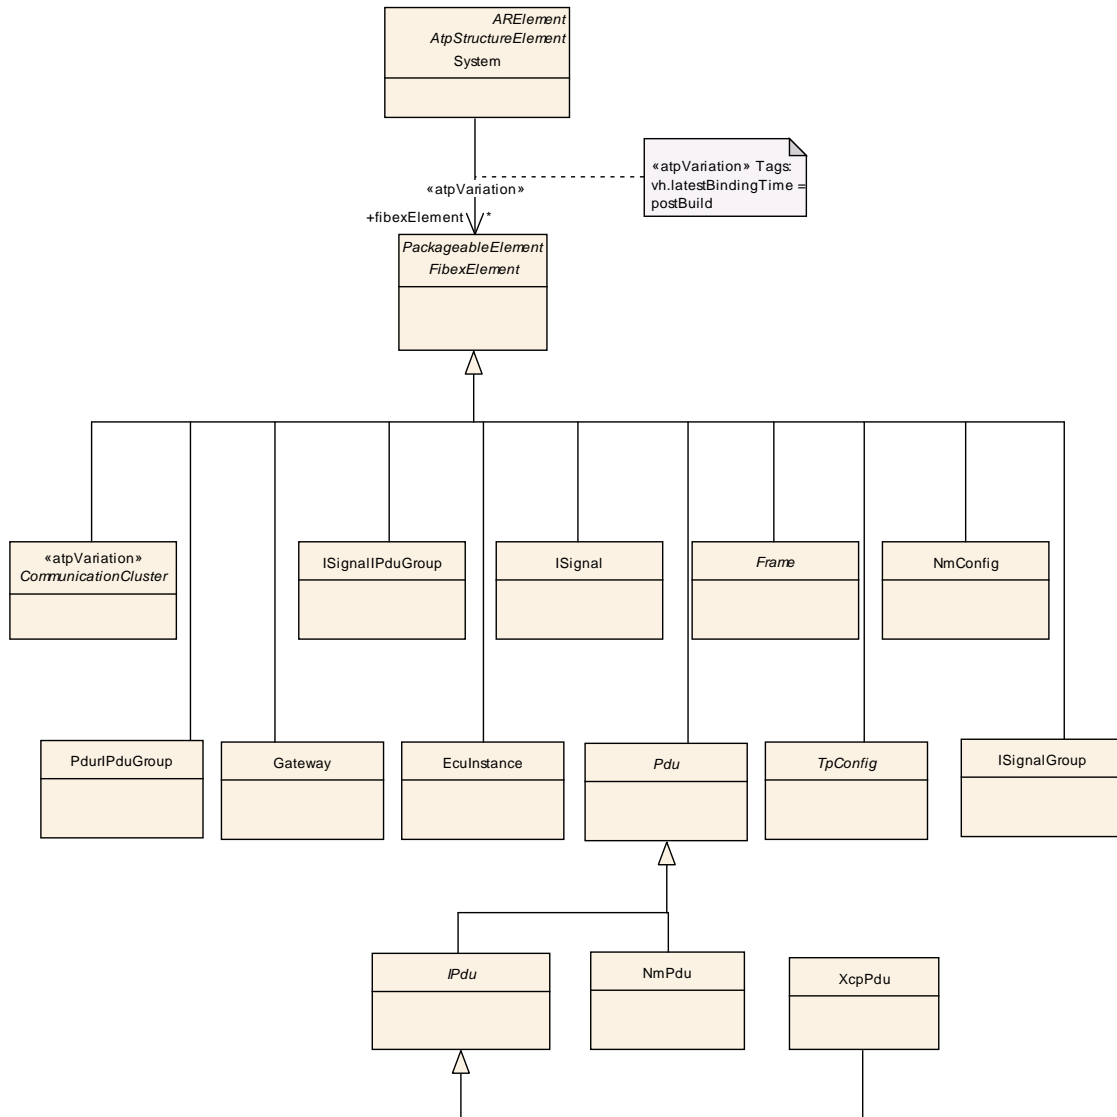 ARElement
AtpStructureElement
System
«atpVariation» Tags:
vh.latestBindingTime =
postBuild
«atpVariation»
+fibexElement
*
PackageableElement
FibexElement
«atpVariation»
CommunicationCluster
ISignalIPduGroup
ISignal
Frame
NmConfig
PdurIPduGroup
Gateway
EcuInstance
Pdu
TpConfig
ISignalGroup
IPdu
NmPdu
XcpPdu